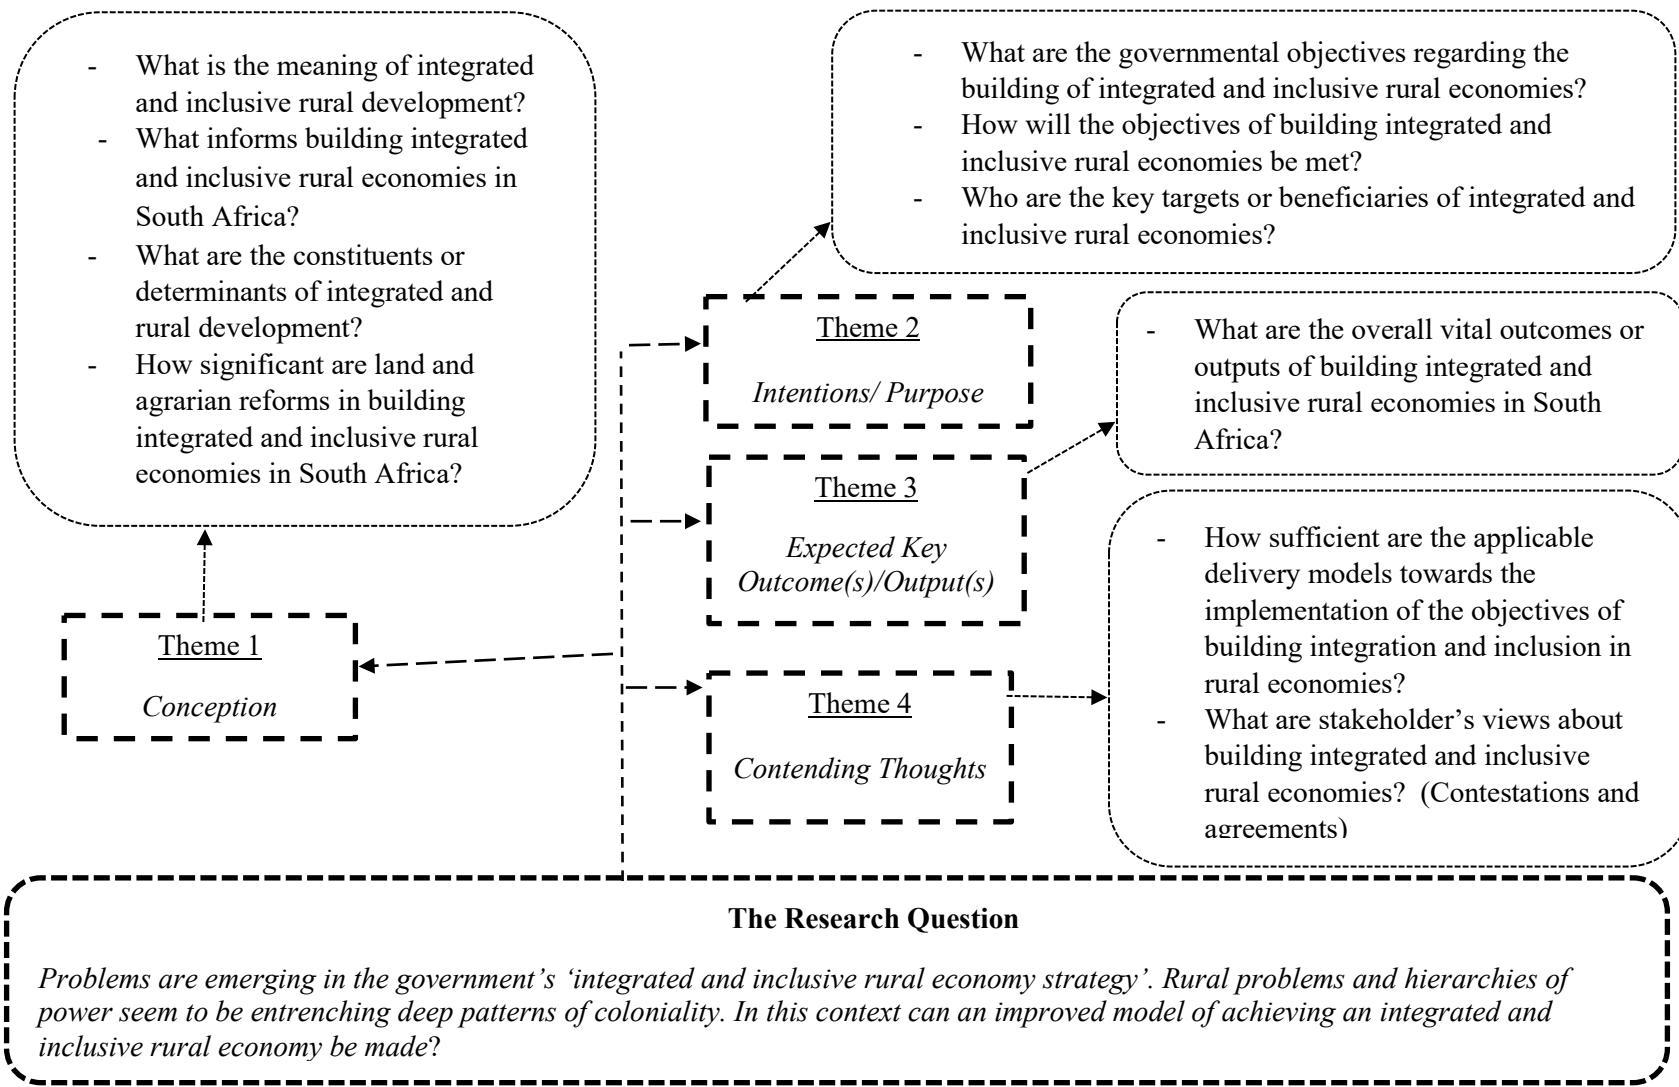 - What is the meaning of integrated
and inclusive rural development?
- What informs building integrated
and inclusive rural economies in
South Africa?
- What are the constituents or
determinants of integrated and
rural development?
- How significant are land and
agrarian reforms in building
integrated and inclusive rural
economies in South Africa?
Theme 1
Conception
- What are the governmental objectives regarding the
building of integrated and inclusive rural economies?
- How will the objectives of building integrated and
inclusive rural economies be met?
- Who are the key targets or beneficiaries of integrated and
inclusive rural economies?
Theme 2
Intentions/ Purpose
- What are the overall vital outcomes or
outputs of building integrated and
inclusive rural economies in South
Africa?
Theme 3
Expected Key
Outcome(s)/Output(s)
- How sufficient are the applicable
delivery models towards the
implementation of the objectives of
building integration and inclusion in
rural economies?
- What are stakeholder’s views about
building integrated and inclusive
rural economies?  (Contestations and
agreements)
Theme 4
Contending Thoughts
The Research Question
Problems are emerging in the government’s ‘integrated and inclusive rural economy strategy’. Rural problems and hierarchies of
power seem to be entrenching deep patterns of coloniality. In this context can an improved model of achieving an integrated and
inclusive rural economy be made?